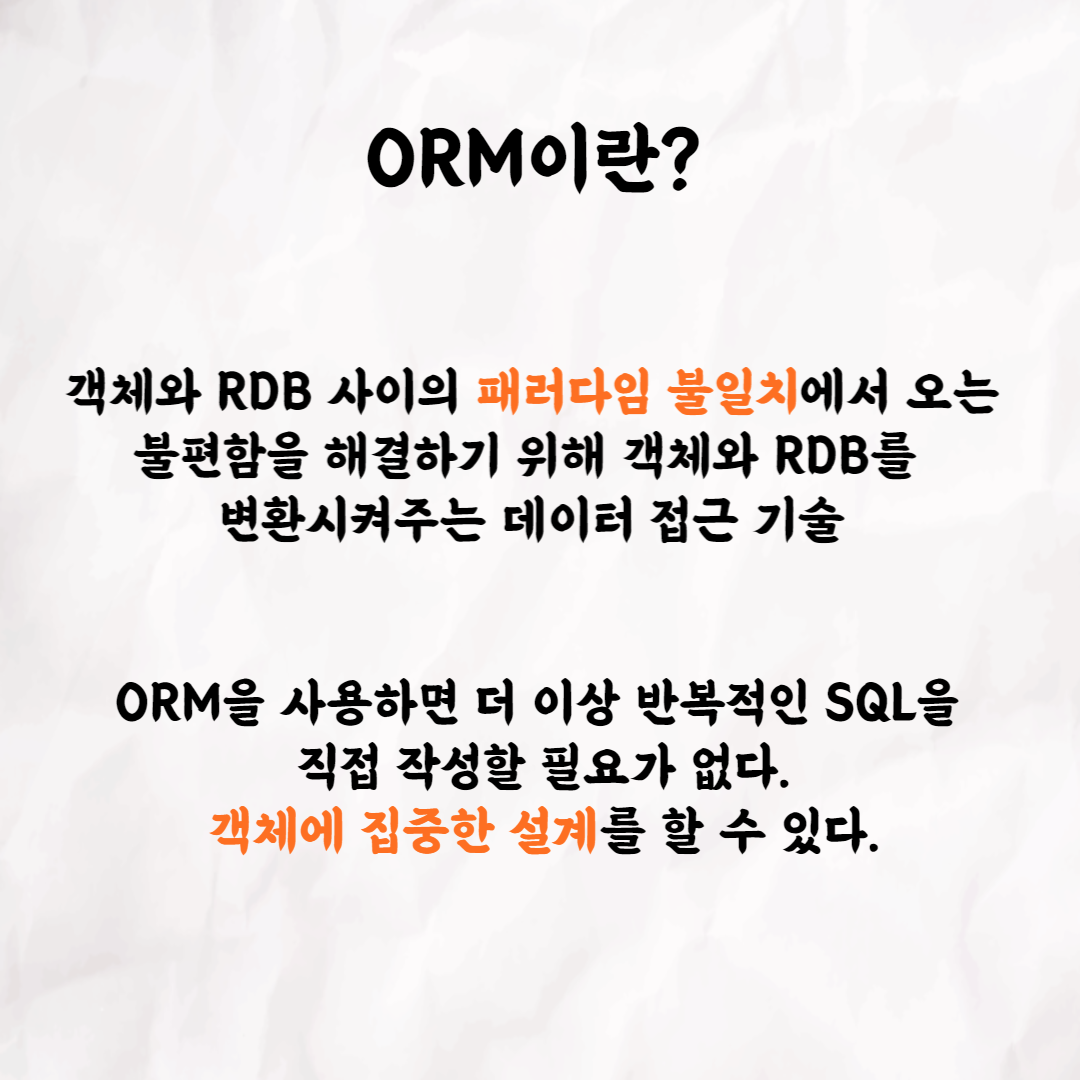 ORM이란?
객체와 RDB 사이의 패러다임 불일치에서 오는
불편함을 해결하기 위해 객체와 RDB를
변환시켜주는 데이터 접근 기술
ORM을 사용하면 더 이상 반복적인 SQL을
직접 작성할 필요가 없다.
객체에 집중한 설계를 할 수 있다.